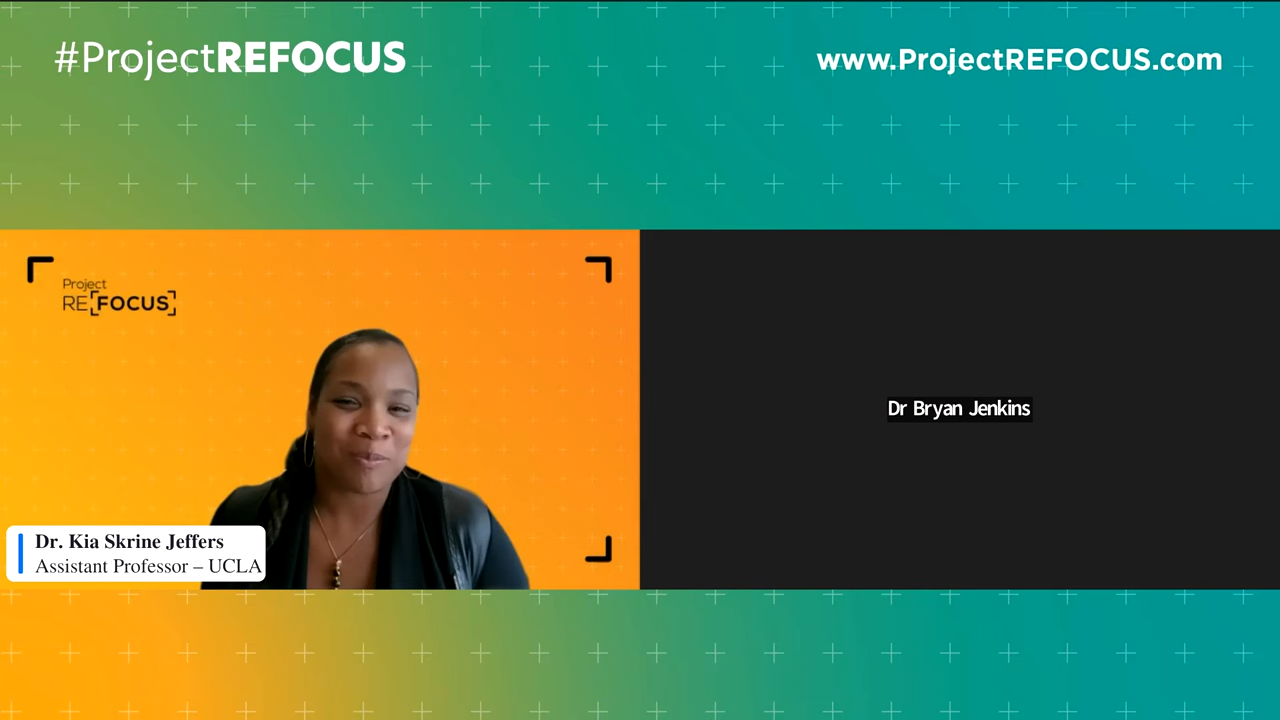 #ProjectREFOCUS
www.ProjectREFOCUS.com
Project
RE[FOCUS]
Dr Bryan Jenkins
Dr. Kia Skrine Jeffers
Assistant Professor – UCLA